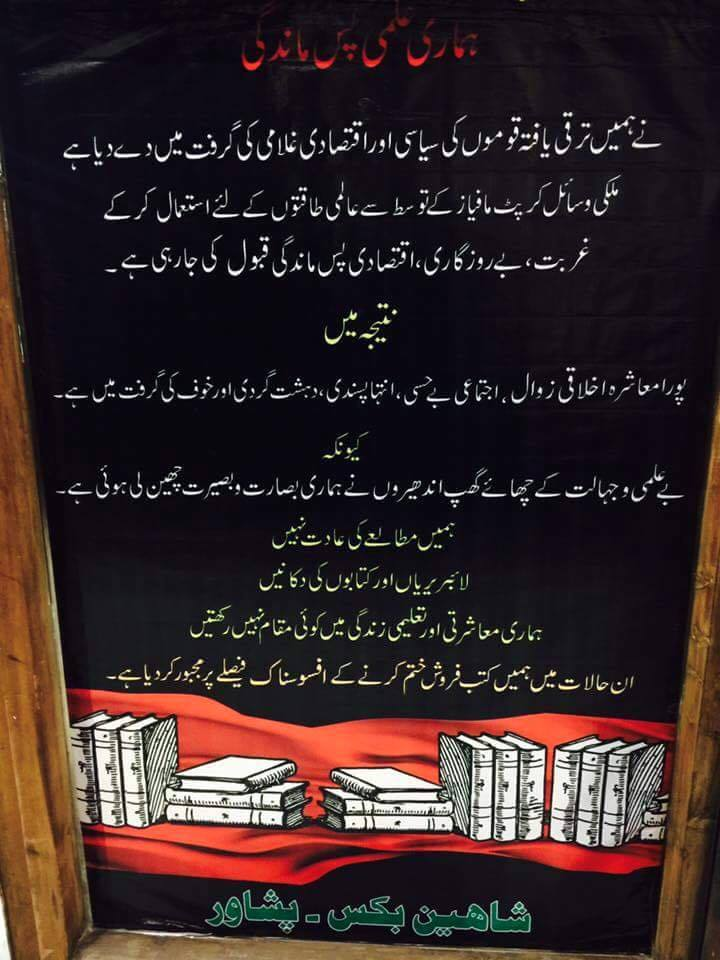 ہماری علمی پس ماندگی
نے ہمیں ترقی یافتہ قوموں کی سیاسی اور اقتصادی غلامی کی گرفت میں دے دیا ہے
ملکی وسائل کرپٹ مافیاز کے توسط سے عالمی طاقتوں کے لئے استعمال کر کے
غربت، بے روزگاری، اقتصادی پس ماندگی قبول کی جا رہی ہے۔
نتیجہ میں
پورا معاشرہ اخلاقی زوال، اجتماعی بے حسی، انتہا پسندی، دہشت گردی اور خوف کی گرفت میں ہے۔
کیونکہ
بے علمی و جہالت کے چھائے گھپ اندھیروں نے ہماری بصارت و بصیرت چھین لی ہوئی ہے۔
ہمیں مطالعے کی عادت نہیں
لائبریریاں اور کتابوں کی دکانیں
ہماری معاشرتی اور تعلیمی زندگی میں کوئی مقام نہیں رکھتیں
ان حالات میں ہمیں کتب فروش ختم کرنے کے افسوسناک فیصلے پر مجبور کر دیا ہے۔
شاھین بکس - پشاور